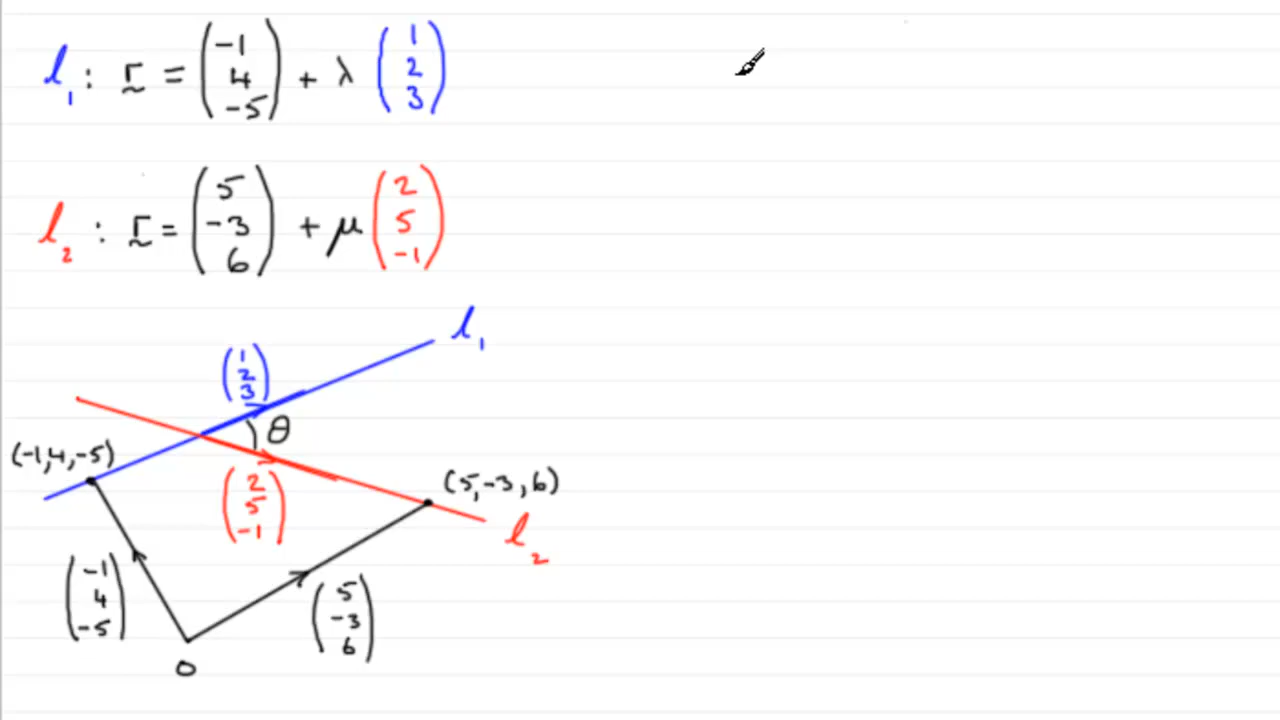 l₁ : r = (-1 4 -5) + λ (1 2 3)
l₂ : r = (5 -3 6) + μ (2 5 -1)
l₁
(1 2 3)
θ
(-1,4,-5)
(2 5 -1)
(5,-3,6)
l₂
(-1 4 -5)
(5 -3 6)
O